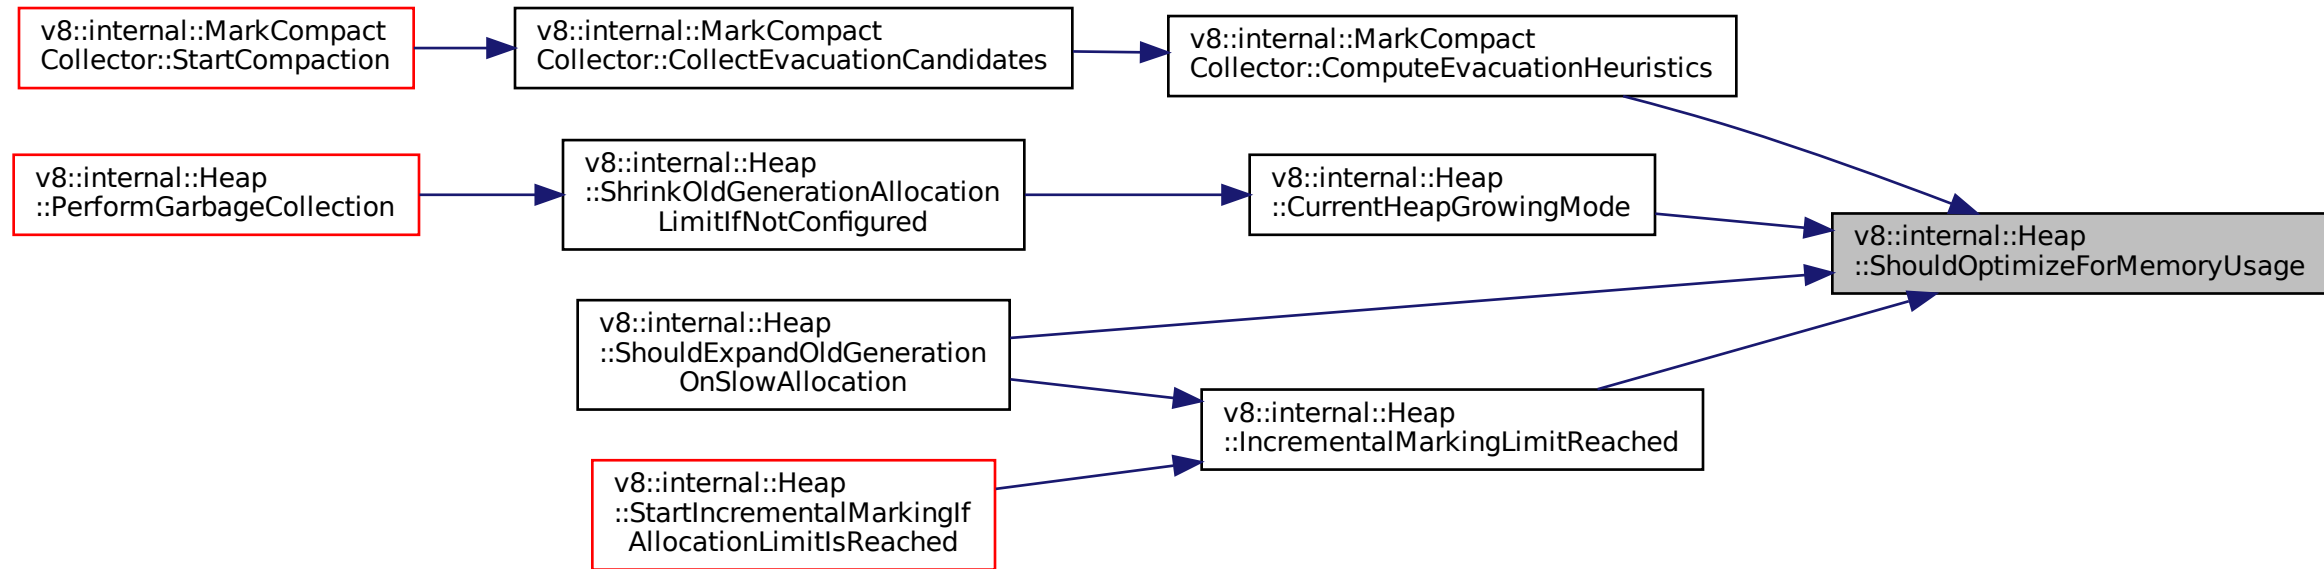 v8::internal::MarkCompact
Collector::StartCompaction
v8::internal::MarkCompact
Collector::CollectEvacuationCandidates
v8::internal::MarkCompact
Collector::ComputeEvacuationHeuristics
v8::internal::Heap
::PerformGarbageCollection
v8::internal::Heap
::ShrinkOldGenerationAllocation
LimitIfNotConfigured
v8::internal::Heap
::CurrentHeapGrowingMode
v8::internal::Heap
::ShouldOptimizeForMemoryUsage
v8::internal::Heap
::ShouldExpandOldGeneration
OnSlowAllocation
v8::internal::Heap
::IncrementalMarkingLimitReached
v8::internal::Heap
::StartIncrementalMarkingIf
AllocationLimitIsReached